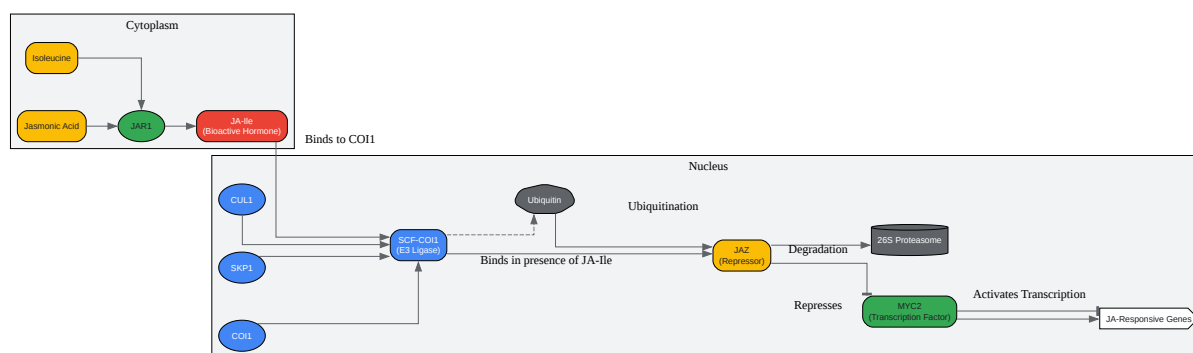 Cytoplasm
Isoleucine
Jasmonic Acid
JAR1
JA-Ile
(Bioactive Hormone)
Binds to COI1
Nucleus
CUL1
Ubiquitin
Ubiquitination
SCF-COI1
(E3 Ligase)
26S Proteasome
SKP1
Binds in presence of JA-Ile
JAZ
(Repressor)
Degradation
Represses
MYC2
(Transcription Factor)
Activates Transcription
JA-Responsive Genes
COI1